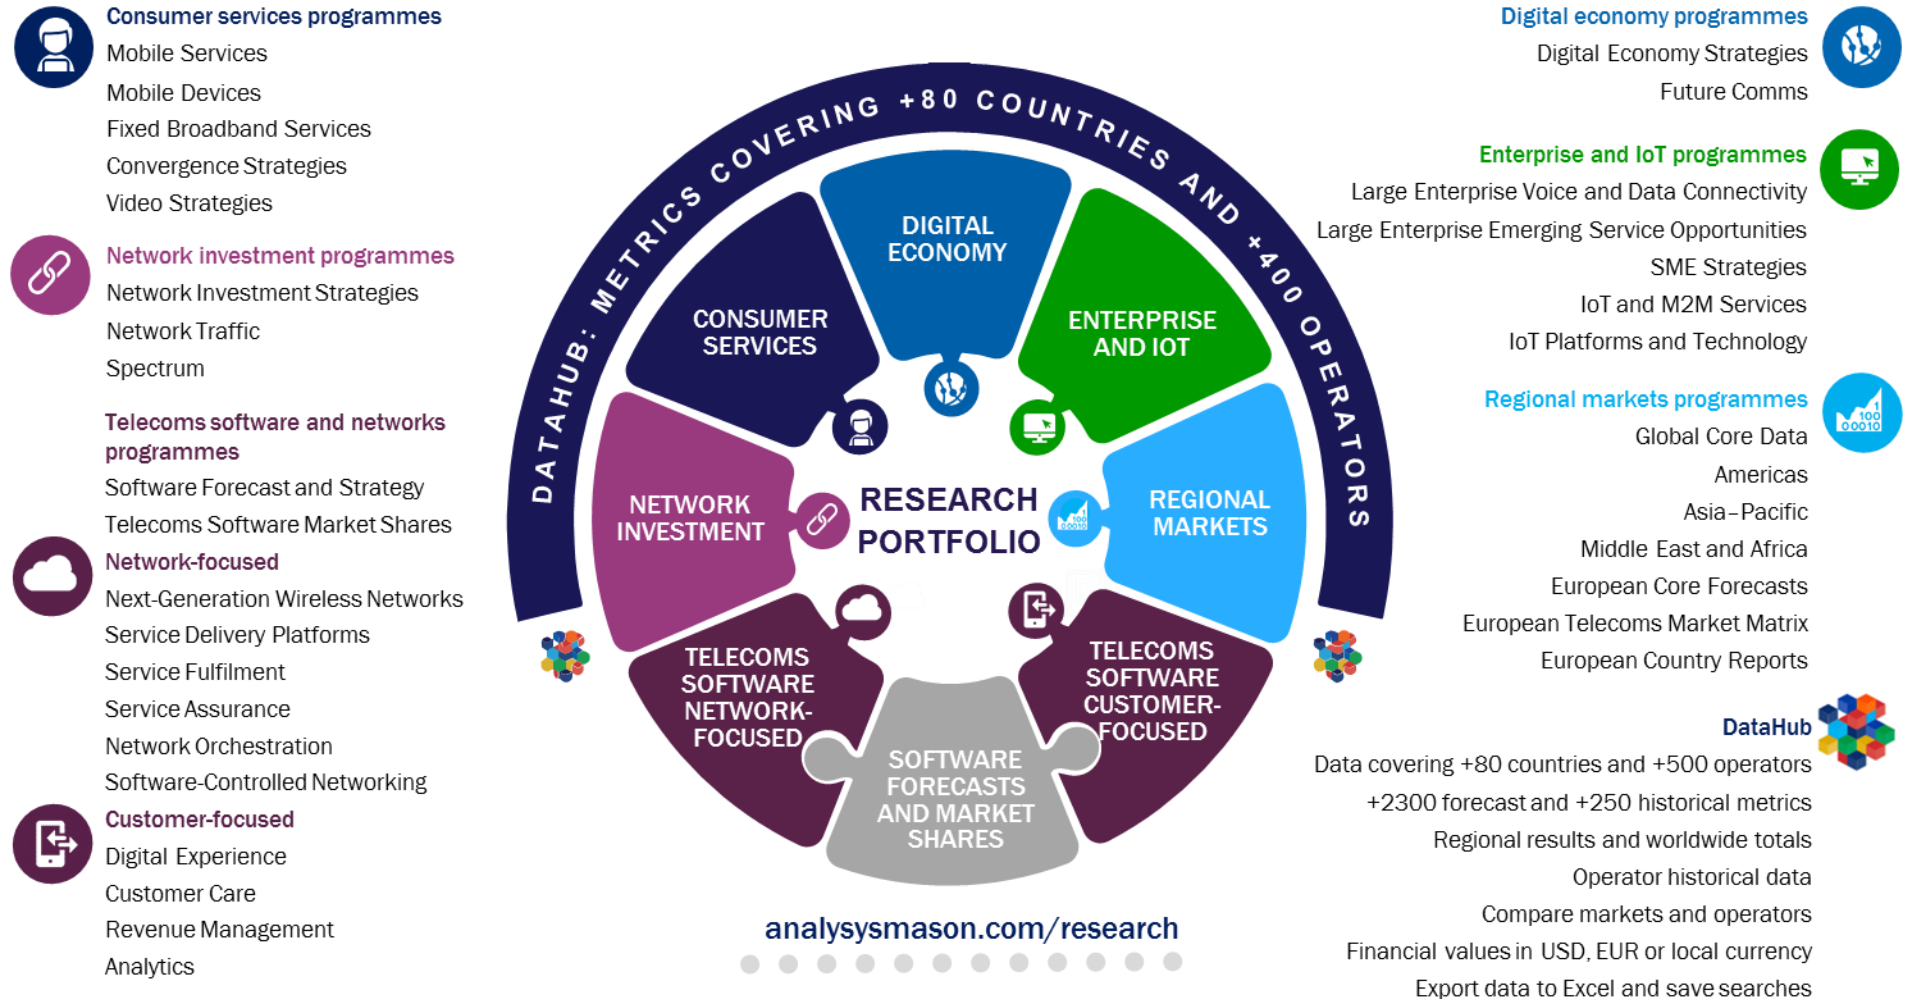 Consumer services programmes
Mobile Services
Mobile Devices
Fixed Broadband Services
Convergence Strategies
Video Strategies
Network investment programmes
Network Investment Strategies
Network Traffic
Spectrum
Telecoms software and networks
programmes
Software Forecast and Strategy
Telecoms Software Market Shares
Network-focused
Next-Generation Wireless Networks
Service Delivery Platforms
Service Fulfilment
Service Assurance
Network Orchestration
Software-Controlled Networking
Customer-focused
Digital Experience
Customer Care
Revenue Management
Analytics
DATAHUB: METRICS COVERING +80 COUNTRIES AND +400 OPERATORS
DIGITAL
ECONOMY
CONSUMER
SERVICES
ENTERPRISE
AND IOT
NETWORK
INVESTMENT
RESEARCH
PORTFOLIO
100
00010
REGIONAL
MARKETS
TELECOMS
SOFTWARE
NETWORK-
FOCUSED
TELECOMS
SOFTWARE
CUSTOMER-
FOCUSED
SOFTWARE
FORECASTS
AND MARKET
SHARES
analysysmason.com/research
Digital economy programmes
Digital Economy Strategies
Future Comms
Enterprise and IoT programmes
Large Enterprise Voice and Data Connectivity
Large Enterprise Emerging Service Opportunities
SME Strategies
IoT and M2M Services
IoT Platforms and Technology
Regional markets programmes
1
100
00010
Global Core Data
Americas
Asia–Pacific
Middle East and Africa
European Core Forecasts
European Telecoms Market Matrix
European Country Reports
DataHub
Data covering +80 countries and +500 operators
+2300 forecast and +250 historical metrics
Regional results and worldwide totals
Operator historical data
Compare markets and operators
Financial values in USD, EUR or local currency
Export data to Excel and save searches